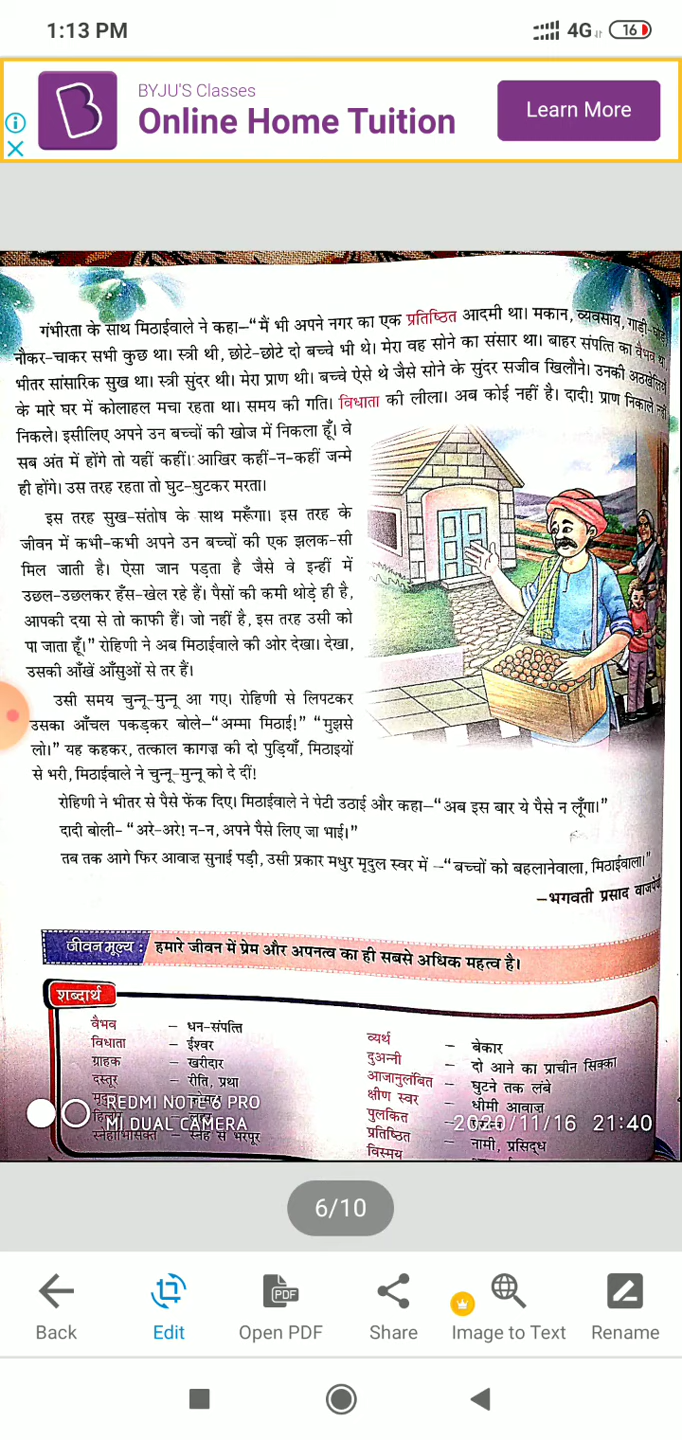 1:13 PM
4G 16
BYJU'S Classes
Online Home Tuition
Learn More
गंभीरता के साथ मिठाईवाले ने कहा–“मैं भी अपने नगर का एक प्रतिष्ठित आदमी था। मकान, व्यवसाय, गाड़ी-घोड़े,
नौकर-चाकर सभी कुछ था। स्त्री थी, छोटे-छोटे दो बच्चे भी थे। मेरा वह सोने का संसार था। बाहर संपत्ति का वैभव था,
भीतर सांसारिक सुख था। स्त्री सुंदर थी। मेरा प्राण थी। बच्चे ऐसे थे जैसे सोने के सुंदर सजीव खिलौने। उनकी अठखेलियों
के मारे घर में कोलाहल मचा रहता था। समय की गति। विधाता की लीला। अब कोई नहीं है। दादी! प्राण निकाले नहीं
निकले। इसीलिए अपने उन बच्चों की खोज में निकला हूँ। वे
सब अंत में होंगे तो यहीं कहीं। आखिर कहीं-न-कहीं जन्मे
ही होंगे। उस तरह रहता तो घुट-घुटकर मरता।
इस तरह सुख-संतोष के साथ मरूँगा। इस तरह के
जीवन में कभी-कभी अपने उन बच्चों की एक झलक-सी
मिल जाती है। ऐसा जान पड़ता है जैसे वे इन्हीं में
उछल-उछलकर हँस-खेल रहे हैं। पैसों की कमी थोड़े ही है,
आपकी दया से तो काफी हैं। जो नहीं है, इस तरह उसी को
पा जाता हूँ।” रोहिणी ने अब मिठाईवाले की ओर देखा। देखा,
उसकी आँखें आँसुओं से तर हैं।
उसी समय चुन्नू-मुन्नू आ गए। रोहिणी से लिपटकर
उसका आँचल पकड़कर बोले–“अम्मा मिठाई!” “मुझसे
लो।” यह कहकर, तत्काल कागज़ की दो पुड़ियाँ, मिठाइयों
से भरी, मिठाईवाले ने चुन्नू-मुन्नू को दे दीं!
रोहिणी ने भीतर से पैसे फेंक दिए। मिठाईवाले ने पेटी उठाई और कहा–“अब इस बार ये पैसे न लूँगा।”
दादी बोली– “अरे-अरे! न-न, अपने पैसे लिए जा भाई।”
तब तक आगे फिर आवाज़ सुनाई पड़ी, उसी प्रकार मधुर मृदुल स्वर में –“बच्चों को बहलानेवाला, मिठाईवाला।”
–भगवती प्रसाद वाजपेयी
जीवन मूल्य : हमारे जीवन में प्रेम और अपनत्व का ही सबसे अधिक महत्व है।
शब्दार्थ
वैभव – धन-संपत्ति
विधाता – ईश्वर
ग्राहक – खरीदार
दस्तूर – रीति, प्रथा
स्नेहाभिसिक्त – स्नेह से भरपूर
व्यर्थ – बेकार
दुअन्नी – दो आने का प्राचीन सिक्का
आजानुलंबित – घुटने तक लंबे
क्षीण स्वर – धीमी आवाज़
पुलकित
प्रतिष्ठित – नामी, प्रसिद्ध
विस्मय
REDMI NOTE 6 PRO
MI DUAL CAMERA
2020/11/16 21:40
6/10
Back
Edit
PDF
Open PDF
Share
Image to Text
Rename